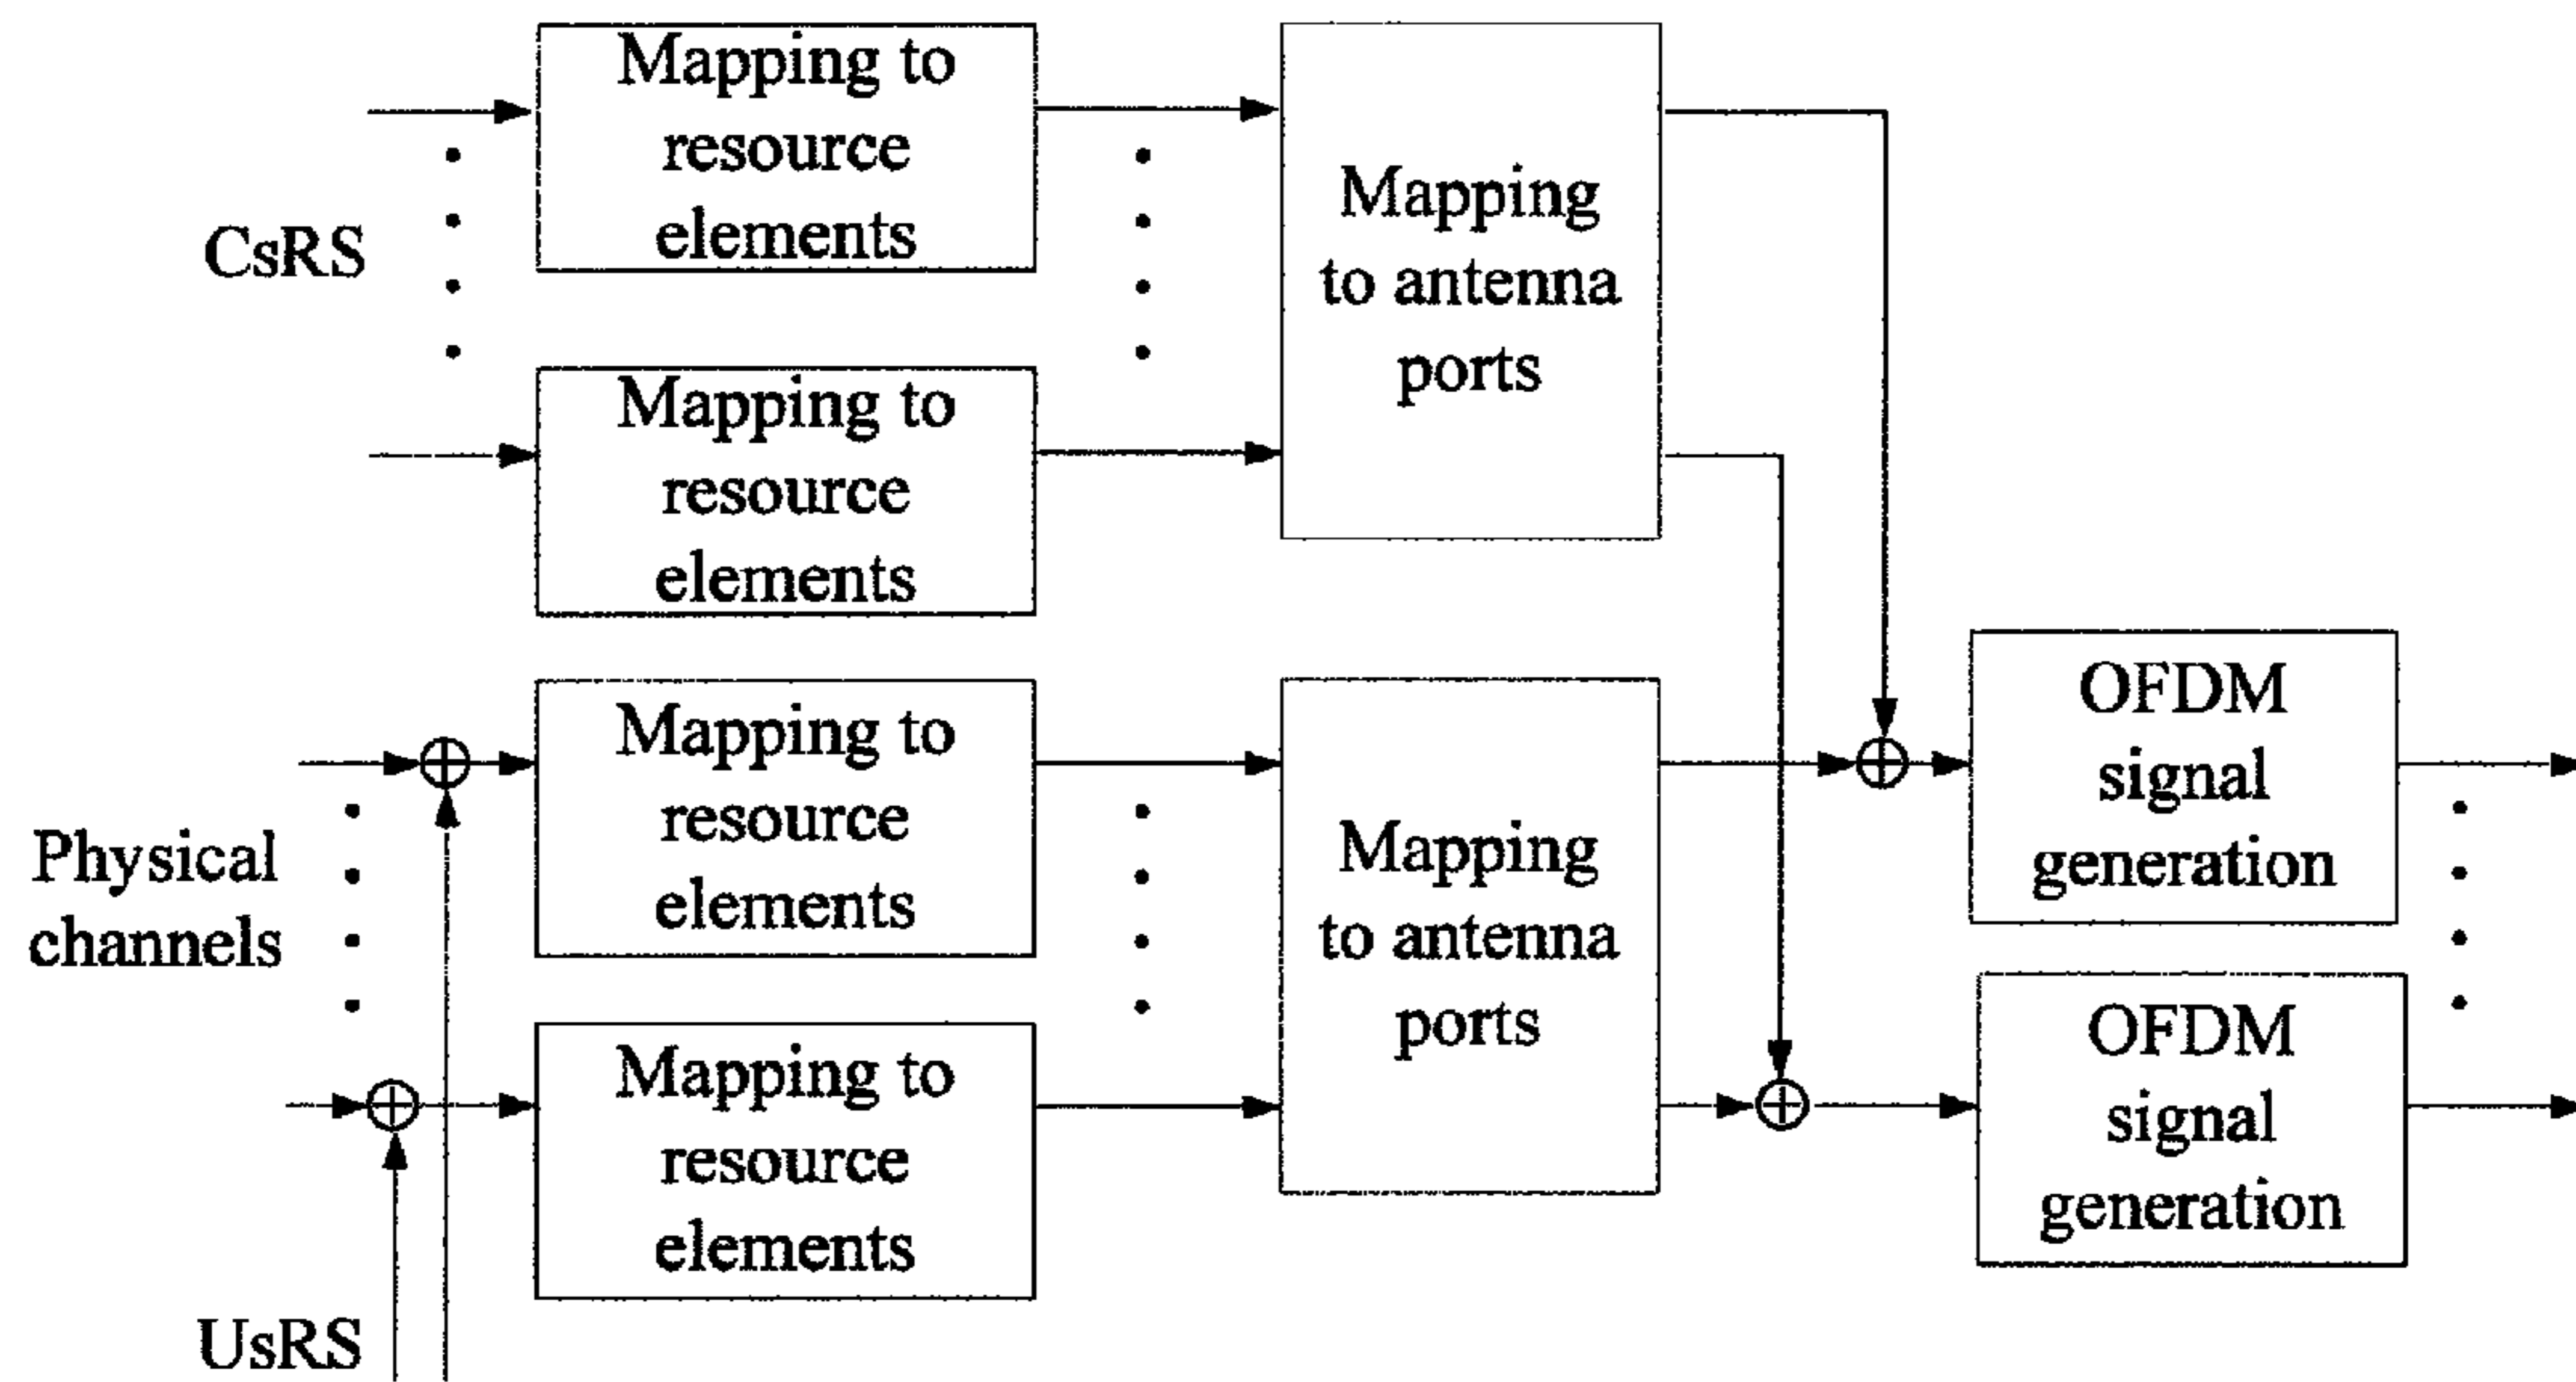 CsRS
Mapping to
resource
elements
Mapping to
resource
elements
Mapping
to antenna
ports
Physical
channels
UsRS
Mapping to
resource
elements
Mapping to
resource
elements
Mapping
to antenna
ports
OFDM
signal
generation
OFDM
signal
generation